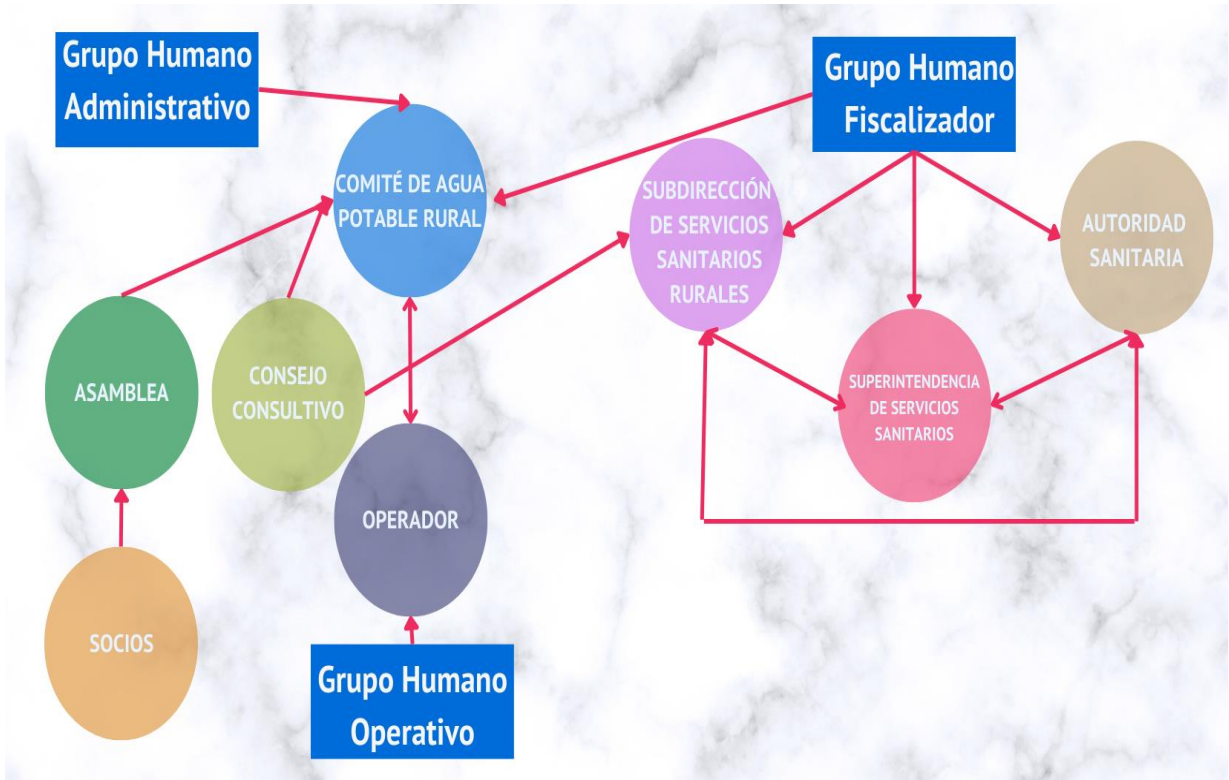 Grupo Humano
Administrativo
Grupo Humano
Fiscalizador
COMITÉ DE AGUA
POTABLE RURAL
SUBDIRECCIÓN
DE SERVICIOS
SANITARIOS
RURALES
AUTORIDAD
SANITARIA
ASAMBLEA
CONSEJO
CONSULTIVO
SUPERINTENDENCIA
DE SERVICIOS
SANITARIOS
OPERADOR
SOCIOS
Grupo Humano
Operativo